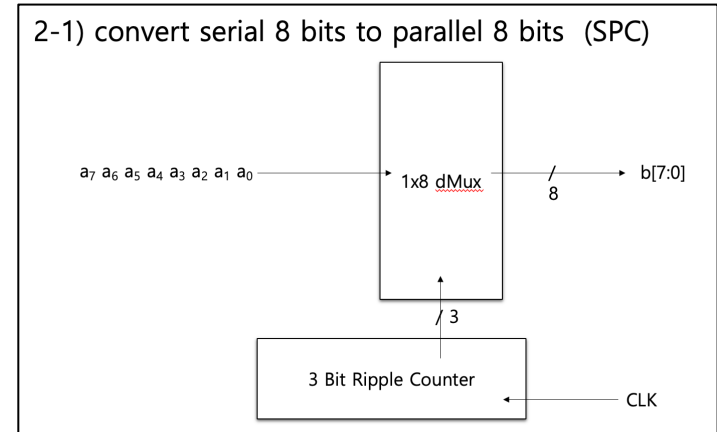 2-1) convert serial 8 bits to parallel 8 bits (SPC)
a₇ a₆ a₅ a₄ a₃ a₂ a₁ a₀
1x8 dMux
/
8
b[7:0]
/ 3
3 Bit Ripple Counter
CLK